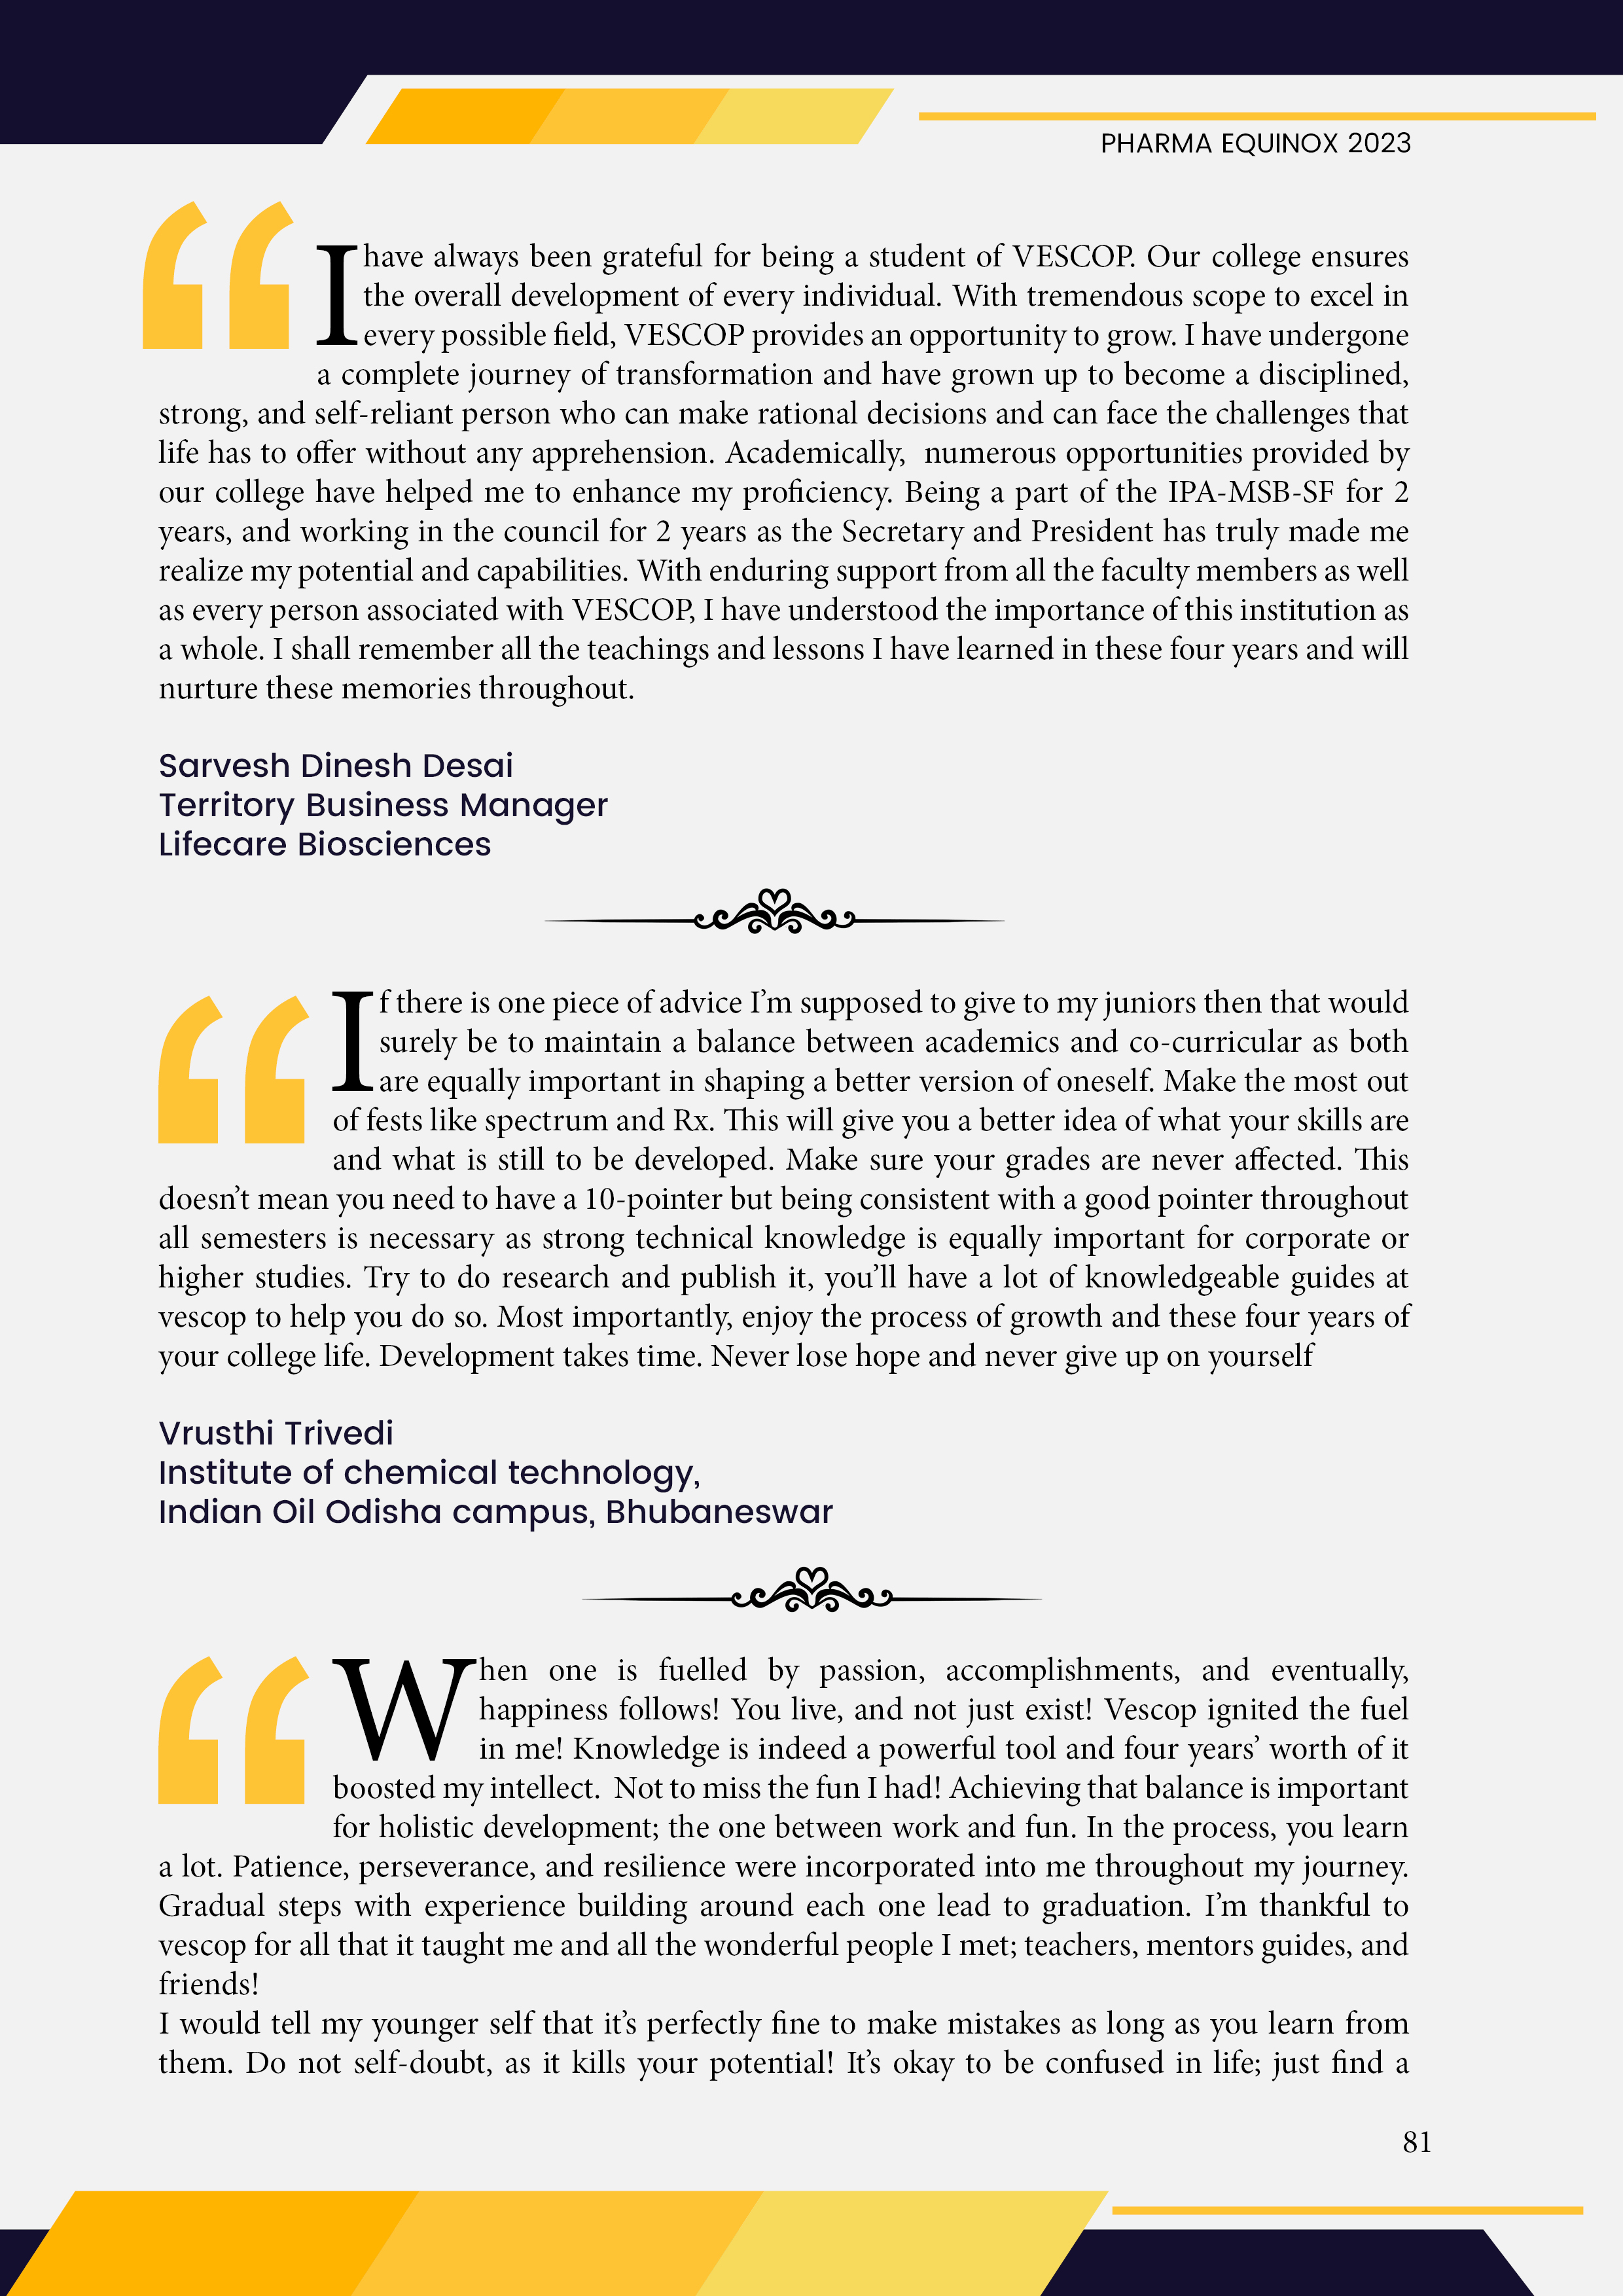 PHARMA EQUINOX 2023
I have always been grateful for being a student of VESCOP. Our college ensures
the overall development of every individual. With tremendous scope to excel in
every possible field, VESCOP provides an opportunity to grow. I have undergone
a complete journey of transformation and have grown up to become a disciplined,
strong, and self-reliant person who can make rational decisions and can face the challenges that
life has to offer without any apprehension. Academically, numerous opportunities provided by
our college have helped me to enhance my proficiency. Being a part of the IPA-MSB-SF for 2
years, and working in the council for 2 years as the Secretary and President has truly made me
realize my potential and capabilities. With enduring support from all the faculty members as well
as every person associated with VESCOP, I have understood the importance of this institution as
a whole. I shall remember all the teachings and lessons I have learned in these four years and will
nurture these memories throughout.
Sarvesh Dinesh Desai
Territory Business Manager
Lifecare Biosciences
If there is one piece of advice I’m supposed to give to my juniors then that would
surely be to maintain a balance between academics and co-curricular as both
are equally important in shaping a better version of oneself. Make the most out
of fests like spectrum and Rx. This will give you a better idea of what your skills are
and what is still to be developed. Make sure your grades are never affected. This
doesn’t mean you need to have a 10-pointer but being consistent with a good pointer throughout
all semesters is necessary as strong technical knowledge is equally important for corporate or
higher studies. Try to do research and publish it, you’ll have a lot of knowledgeable guides at
vescop to help you do so. Most importantly, enjoy the process of growth and these four years of
your college life. Development takes time. Never lose hope and never give up on yourself
Vrusthi Trivedi
Institute of chemical technology,
Indian Oil Odisha campus, Bhubaneswar
When one is fuelled by passion, accomplishments, and eventually,
happiness follows! You live, and not just exist! Vescop ignited the fuel
in me! Knowledge is indeed a powerful tool and four years’ worth of it
boosted my intellect. Not to miss the fun I had! Achieving that balance is important
for holistic development; the one between work and fun. In the process, you learn
a lot. Patience, perseverance, and resilience were incorporated into me throughout my journey.
Gradual steps with experience building around each one lead to graduation. I’m thankful to
vescop for all that it taught me and all the wonderful people I met; teachers, mentors guides, and
friends!
I would tell my younger self that it’s perfectly fine to make mistakes as long as you learn from
them. Do not self-doubt, as it kills your potential! It’s okay to be confused in life; just find a
81